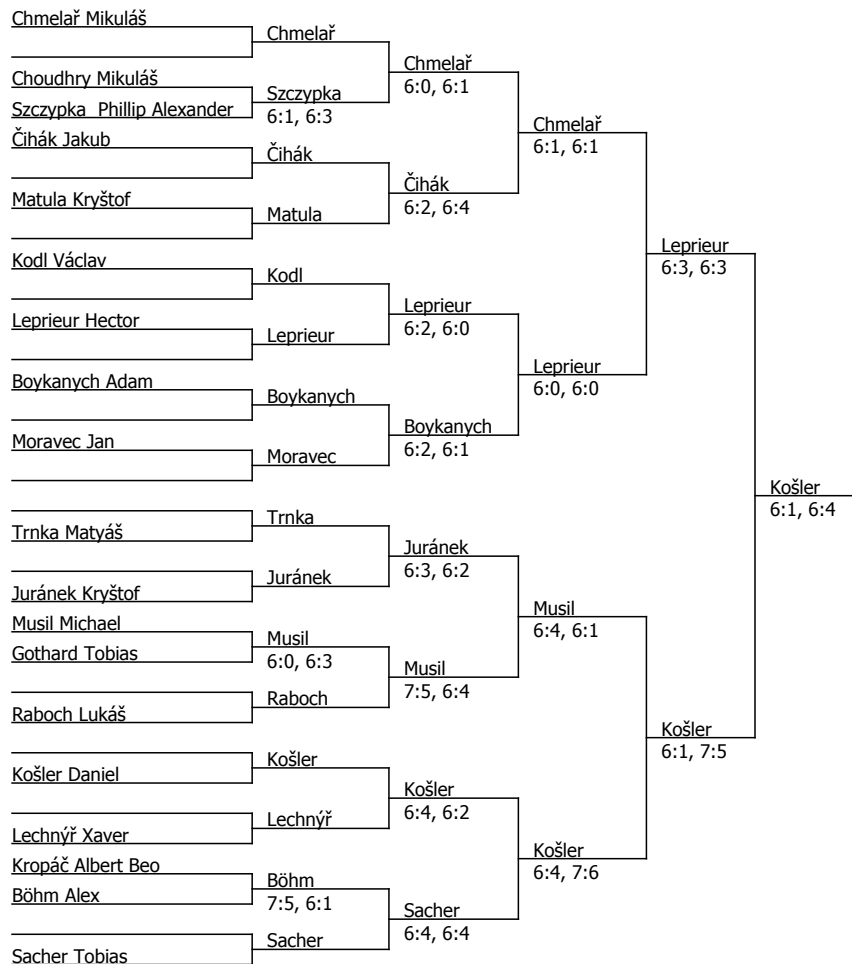 Chmelař Mikuláš
Choudhry Mikuláš
Szczypka Phillip Alexander
Čihák Jakub
Matula Kryštof
Kodl Václav
Leprieur Hector
Boykanych Adam
Moravec Jan
Trnka Matyáš
Juránek Kryštof
Musil Michael
Gothard Tobias
Raboch Lukáš
Košler Daniel
Lechnýř Xaver
Kropáč Albert Beo
Böhm Alex
Sacher Tobias
Chmelař
Szczypka
6:1, 6:3
Čihák
Matula
Kodl
Leprieur
Boykanych
Moravec
Trnka
Juránek
Musil
6:0, 6:3
Raboch
Košler
Lechnýř
Böhm
7:5, 6:1
Sacher
Chmelař
6:0, 6:1
Čihák
6:2, 6:4
Leprieur
6:2, 6:0
Boykanych
6:2, 6:1
Juránek
6:3, 6:2
Musil
7:5, 6:4
Košler
6:4, 6:2
Sacher
6:4, 6:4
Chmelař
6:1, 6:1
Leprieur
6:0, 6:0
Musil
6:4, 6:1
Košler
6:4, 7:6
Leprieur
6:3, 6:3
Košler
6:1, 7:5
Košler
6:1, 6:4